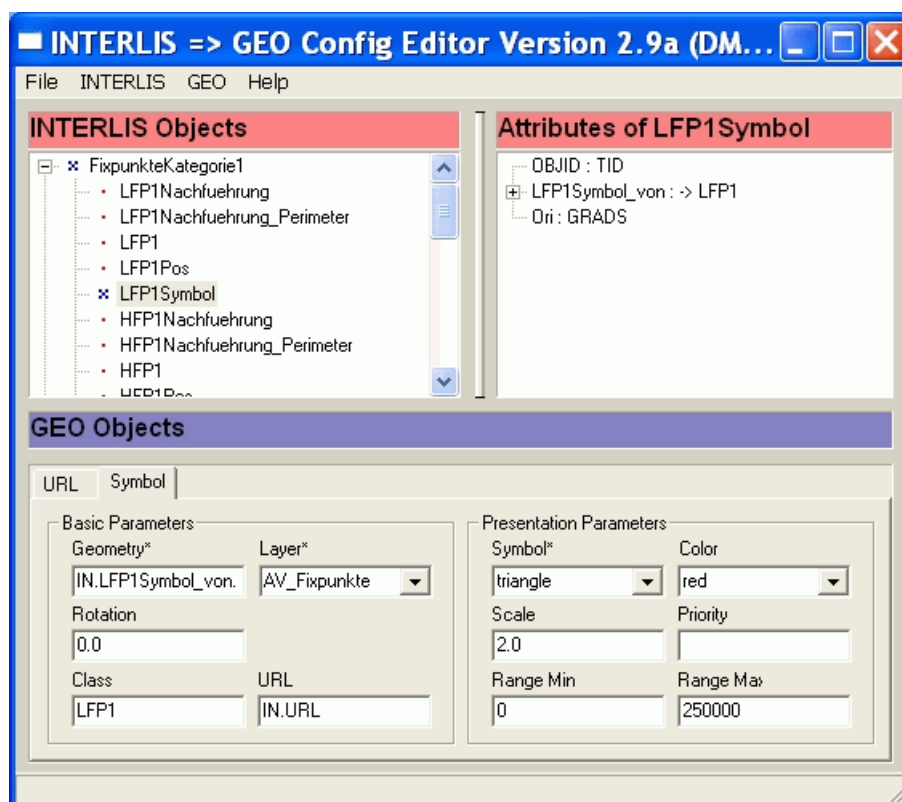 INTERLIS => GEO Config Editor Version 2.9a (DM...
File INTERLIS GEO Help
INTERLIS Objects
FixpunkteKategorie1
LFP1Nachfuehrung
LFP1Nachfuehrung_Perimeter
LFP1
LFP1Pos
LFP1Symbol
HFP1Nachfuehrung
HFP1Nachfuehrung_Perimeter
HFP1
HFP1Pos
Attributes of LFP1Symbol
OBJID : TID
LFP1Symbol_von : -> LFP1
Ori : GRADS
GEO Objects
URL Symbol
Basic Parameters
Geometry* Layer*
IN.LFP1Symbol_von. AV_Fixpunkte
Rotation
0.0
Class URL
LFP1 IN.URL
Presentation Parameters
Symbol* Color
triangle red
Scale Priority
2.0
Range Min Range Max
0 250000